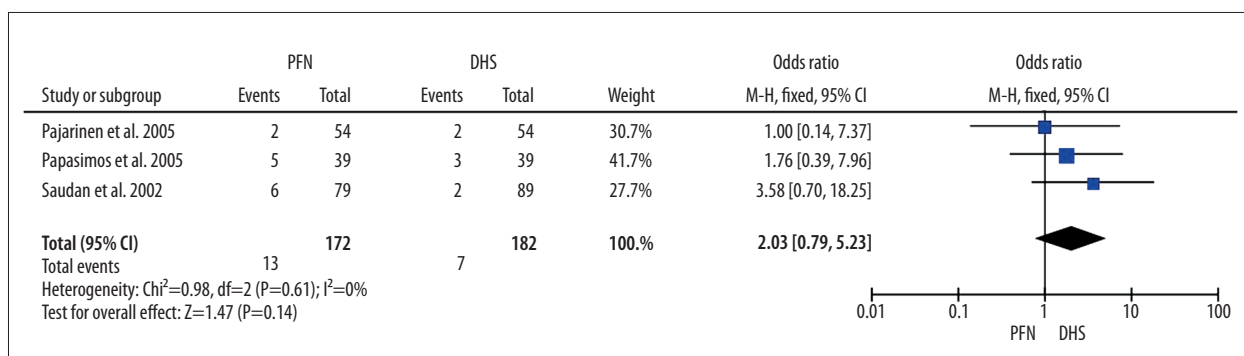 PFN DHS Odds ratio Odds ratio
Study or subgroup Events Total Events Total Weight M-H, fixed, 95% CI M-H, fixed, 95% CI
Pajarinen et al. 2005 2 54 2 54 30.7% 1.00 [0.14, 7.37]
Papasimos et al. 2005 5 39 3 39 41.7% 1.76 [0.39, 7.96]
Saudan et al. 2002 6 79 2 89 27.7% 3.58 [0.70, 18.25]
Total (95% CI) 172 182 100.% 2.03 [0.79, 5.23]
Total events 13 7
Heterogeneity: Chi²=0.98, df=2 (P=0.61); I²=0%
Test for overall effect: Z=1.47 (P=0.14)
0.01 0.1 1 10 100
PFN DHS